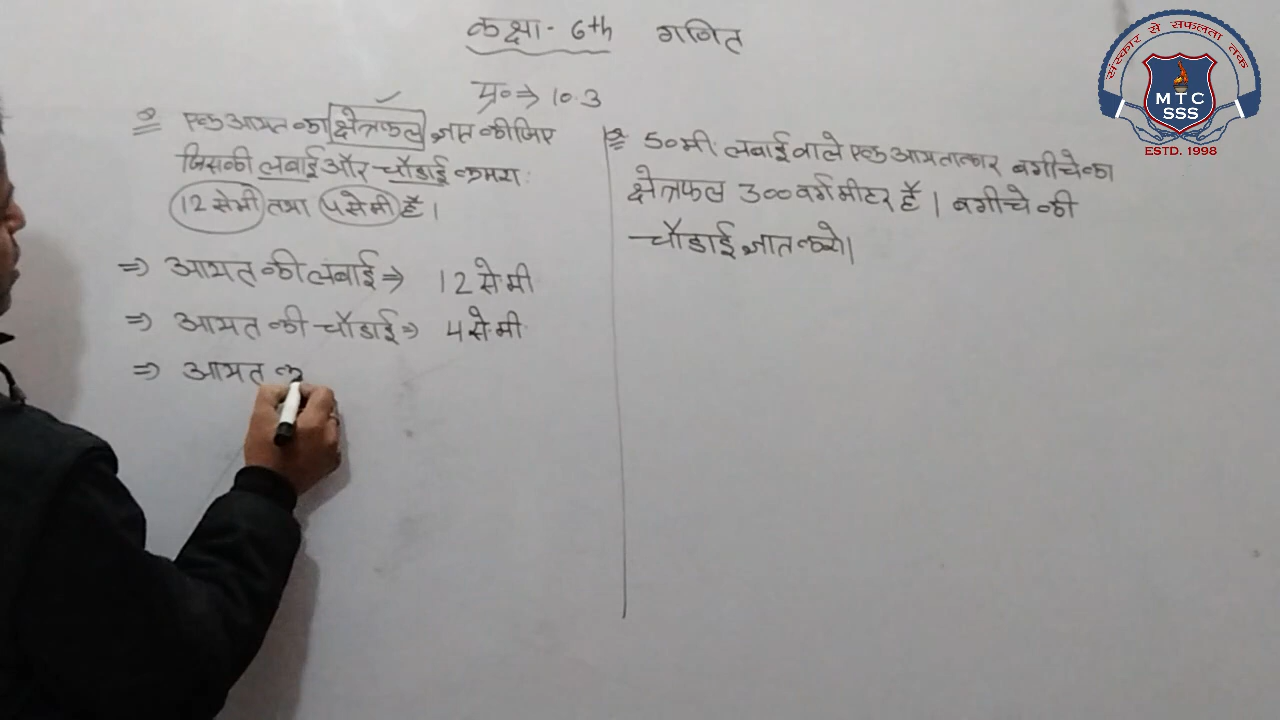 कक्षा - 6th गणित
प्र० ⇒ 10.3
एक आयत का क्षेत्रफल ज्ञात कीजिए
जिसकी लंबाई और चौड़ाई क्रमशः
12 सेमी तथा 4 सेमी है।
⇒ आयत की लंबाई ⇒ 12 से.मी
⇒ आयत की चौडाई ⇒ 4 से.मी
⇒ आयत क
50 मी. लंबाई वाले एक आयताकार बगीचे का
क्षेत्रफल 300 वर्ग मीटर है। बगीचे की
चौडाई ज्ञात करो।
संस्कार से सफलता तक
MTC
SSS
ESTD. 1998